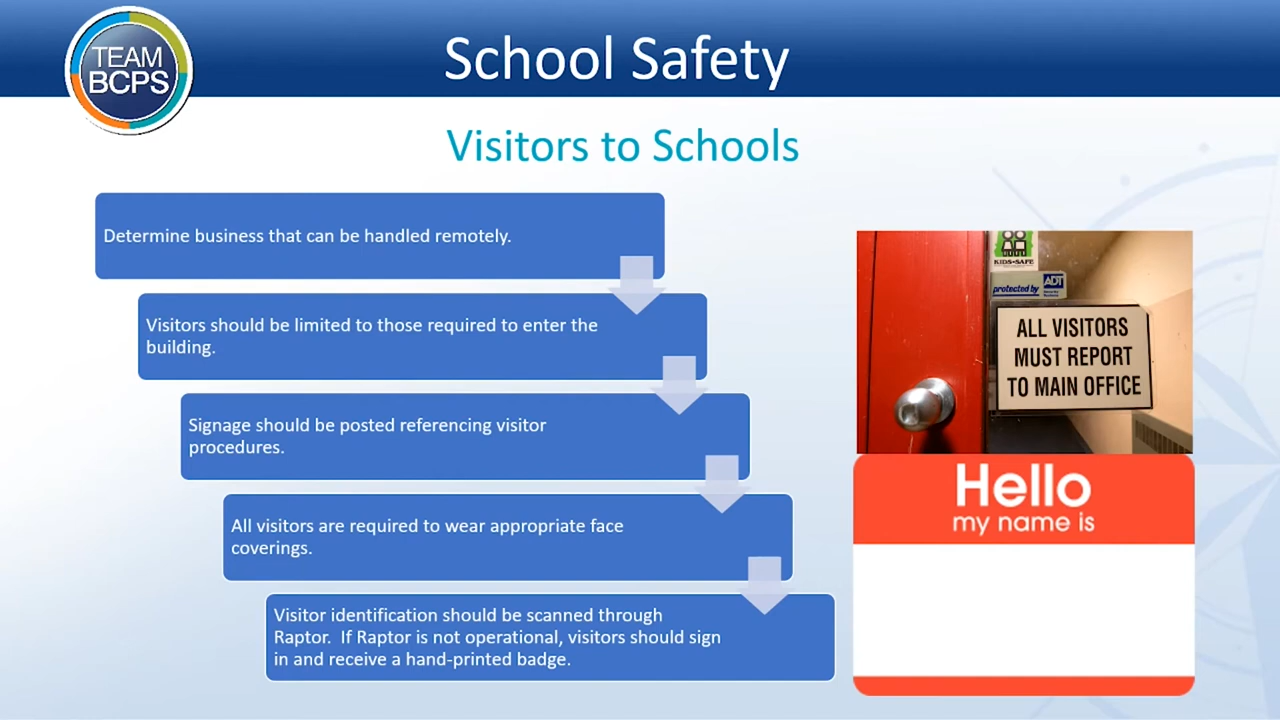 TEAM
BCPS
School Safety
Visitors to Schools
Determine business that can be handled remotely.
Visitors should be limited to those required to enter the
building.
Signage should be posted referencing visitor
procedures.
All visitors are required to wear appropriate face
coverings.
Visitor identification should be scanned through
Raptor.  If Raptor is not operational, visitors should sign
in and receive a hand-printed badge.
KIDS-SAFE
protected by ADT
ALL VISITORS
MUST REPORT
TO MAIN OFFICE
Hello
my name is